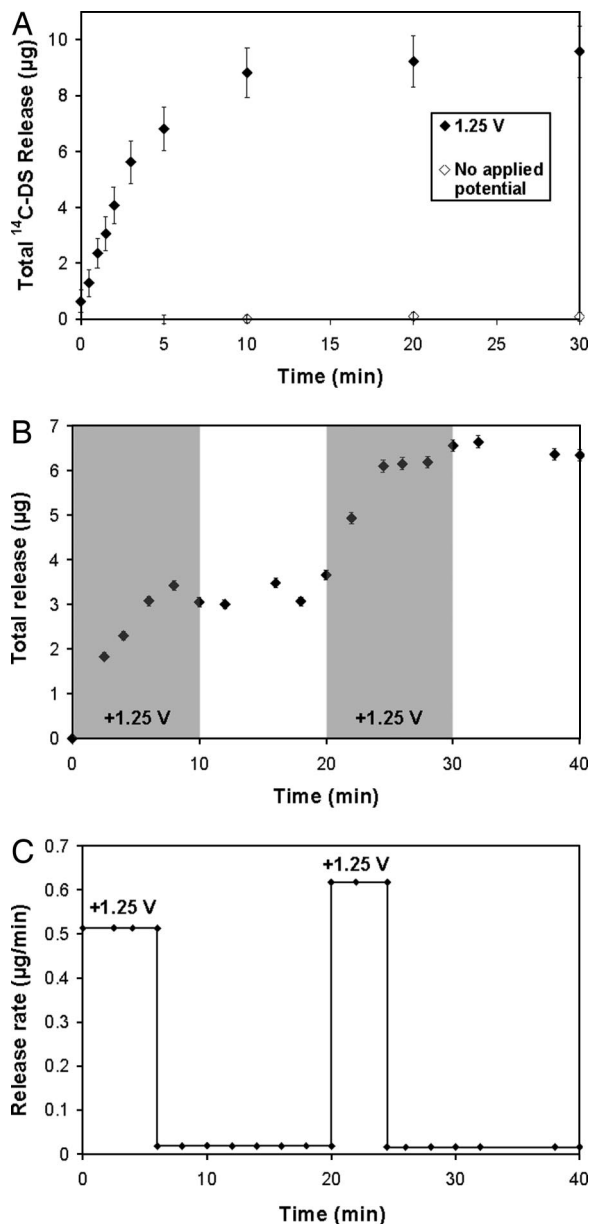 A
Total ¹⁴C-DS Release (µg)
10
8
6
4
2
0
1.25 V
No applied
potential
0 5 10 15 20 25 30
Time (min)
B
Total release (µg)
7
6
5
4
3
2
1
0
+1.25 V +1.25 V
0 10 20 30 40
Time (min)
C
Release rate (µg/min)
0.7
0.6
0.5
0.4
0.3
0.2
0.1
0
+1.25 V
+1.25 V
0 10 20 30 40
Time (min)